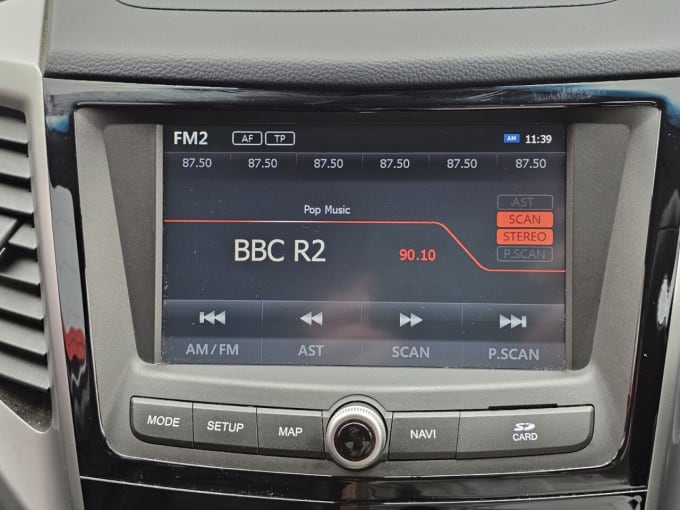 FM2 AF TP AM 11:39
87.50 87.50 87.50 87.50 87.50 87.50
AST
Pop Music
SCAN
STEREO
BBC R2 90.10
P.SCAN
AM/FM AST SCAN P.SCAN
MODE SETUP MAP NAVI SD CARD